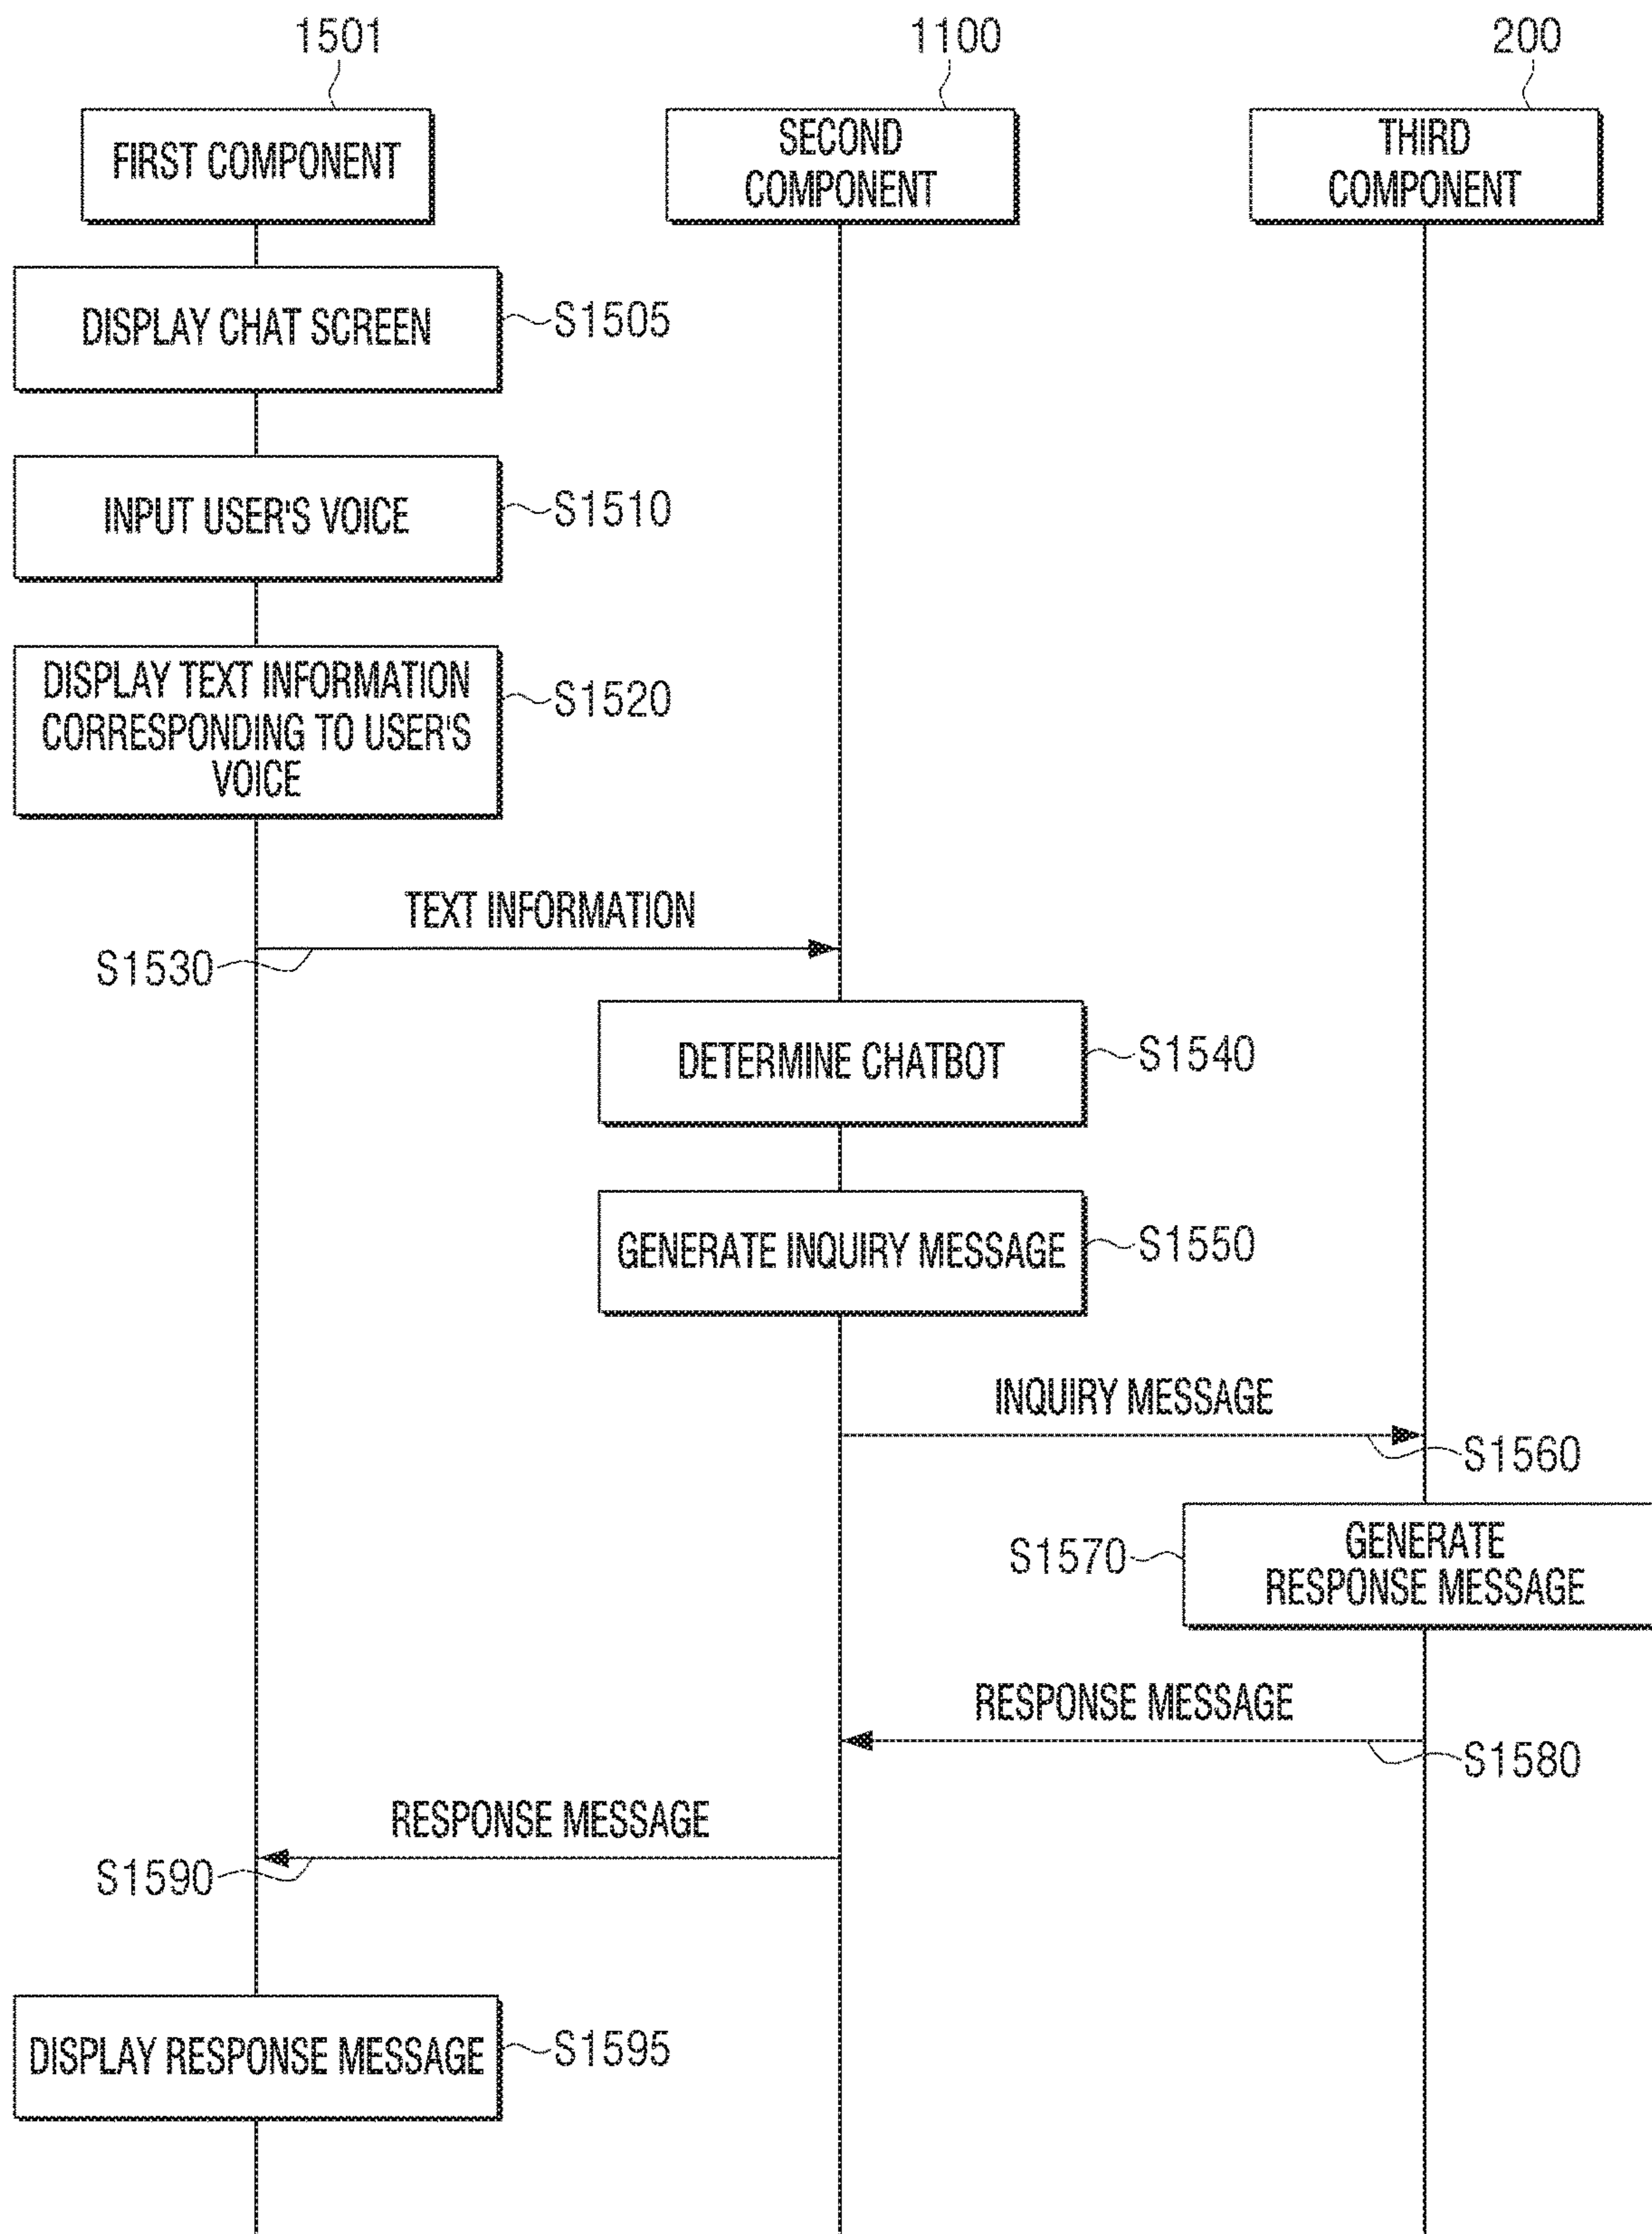 1501
1100
200
FIRST COMPONENT
SECOND
COMPONENT
THIRD
COMPONENT
DISPLAY CHAT SCREEN
S1505
INPUT USER'S VOICE
S1510
DISPLAY TEXT INFORMATION
CORRESPONDING TO USER'S
VOICE
S1520
TEXT INFORMATION
S1530
DETERMINE CHATBOT
S1540
GENERATE INQUIRY MESSAGE
S1550
INQUIRY MESSAGE
S1560
S1570
GENERATE
RESPONSE MESSAGE
RESPONSE MESSAGE
S1580
RESPONSE MESSAGE
S1590
DISPLAY RESPONSE MESSAGE
S1595